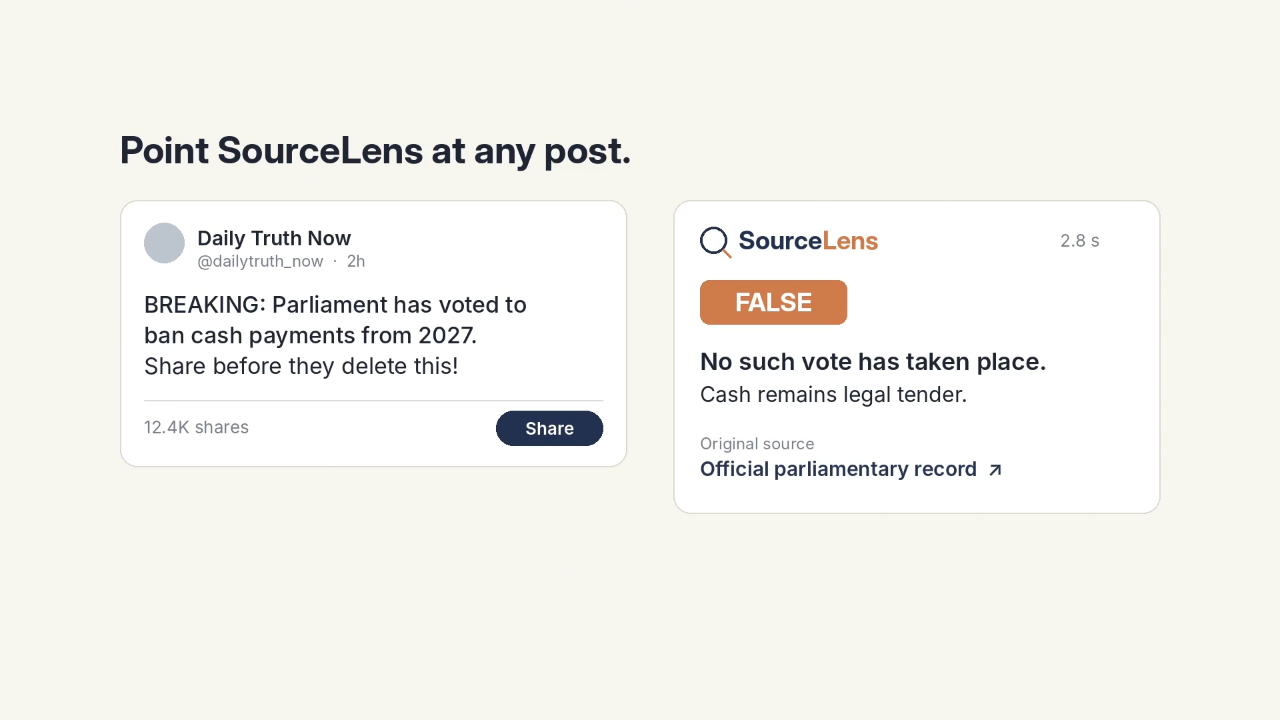 Point SourceLens at any post.
Daily Truth Now
@dailytruth_now · 2h
BREAKING: Parliament has voted to
ban cash payments from 2027.
Share before they delete this!
12.4K shares
Share
SourceLens
2.8 s
FALSE
No such vote has taken place.
Cash remains legal tender.
Original source
Official parliamentary record ↗